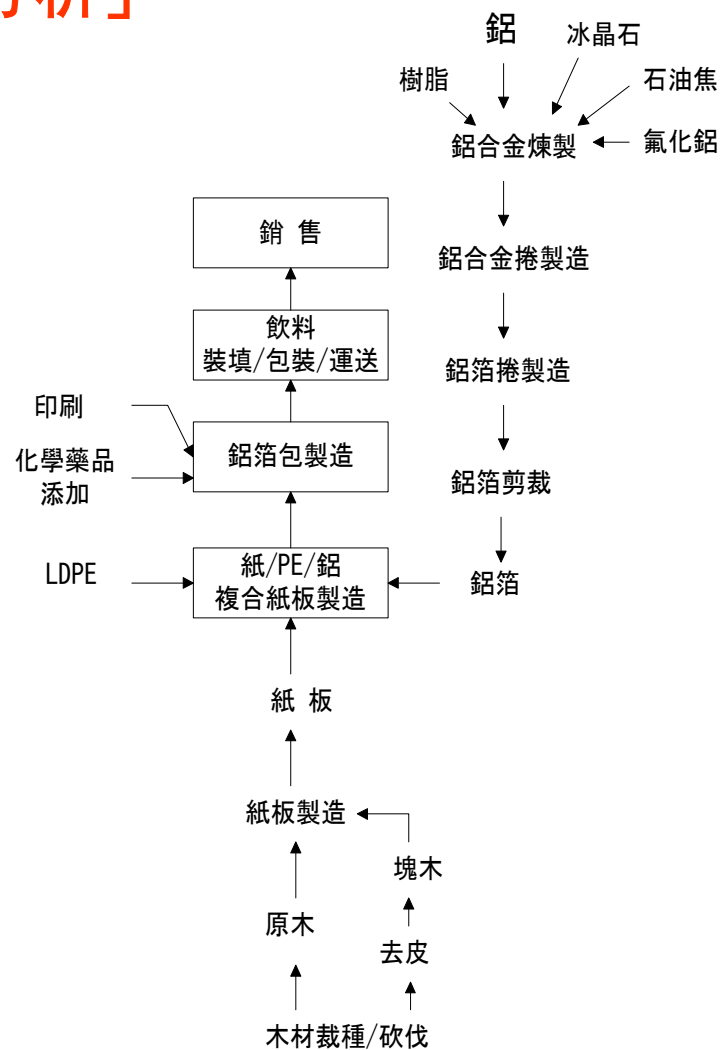 析」
鋁
冰晶石
樹脂
石油焦
鋁合金煉製
氟化鋁
銷 售
鋁合金捲製造
飲料
裝填/包裝/運送
鋁箔捲製造
印刷
鋁箔包製造
化學藥品
添加
鋁箔剪裁
LDPE
紙/PE/鋁
複合紙板製造
鋁箔
紙 板
紙板製造
塊木
原木
去皮
木材裁種/砍伐